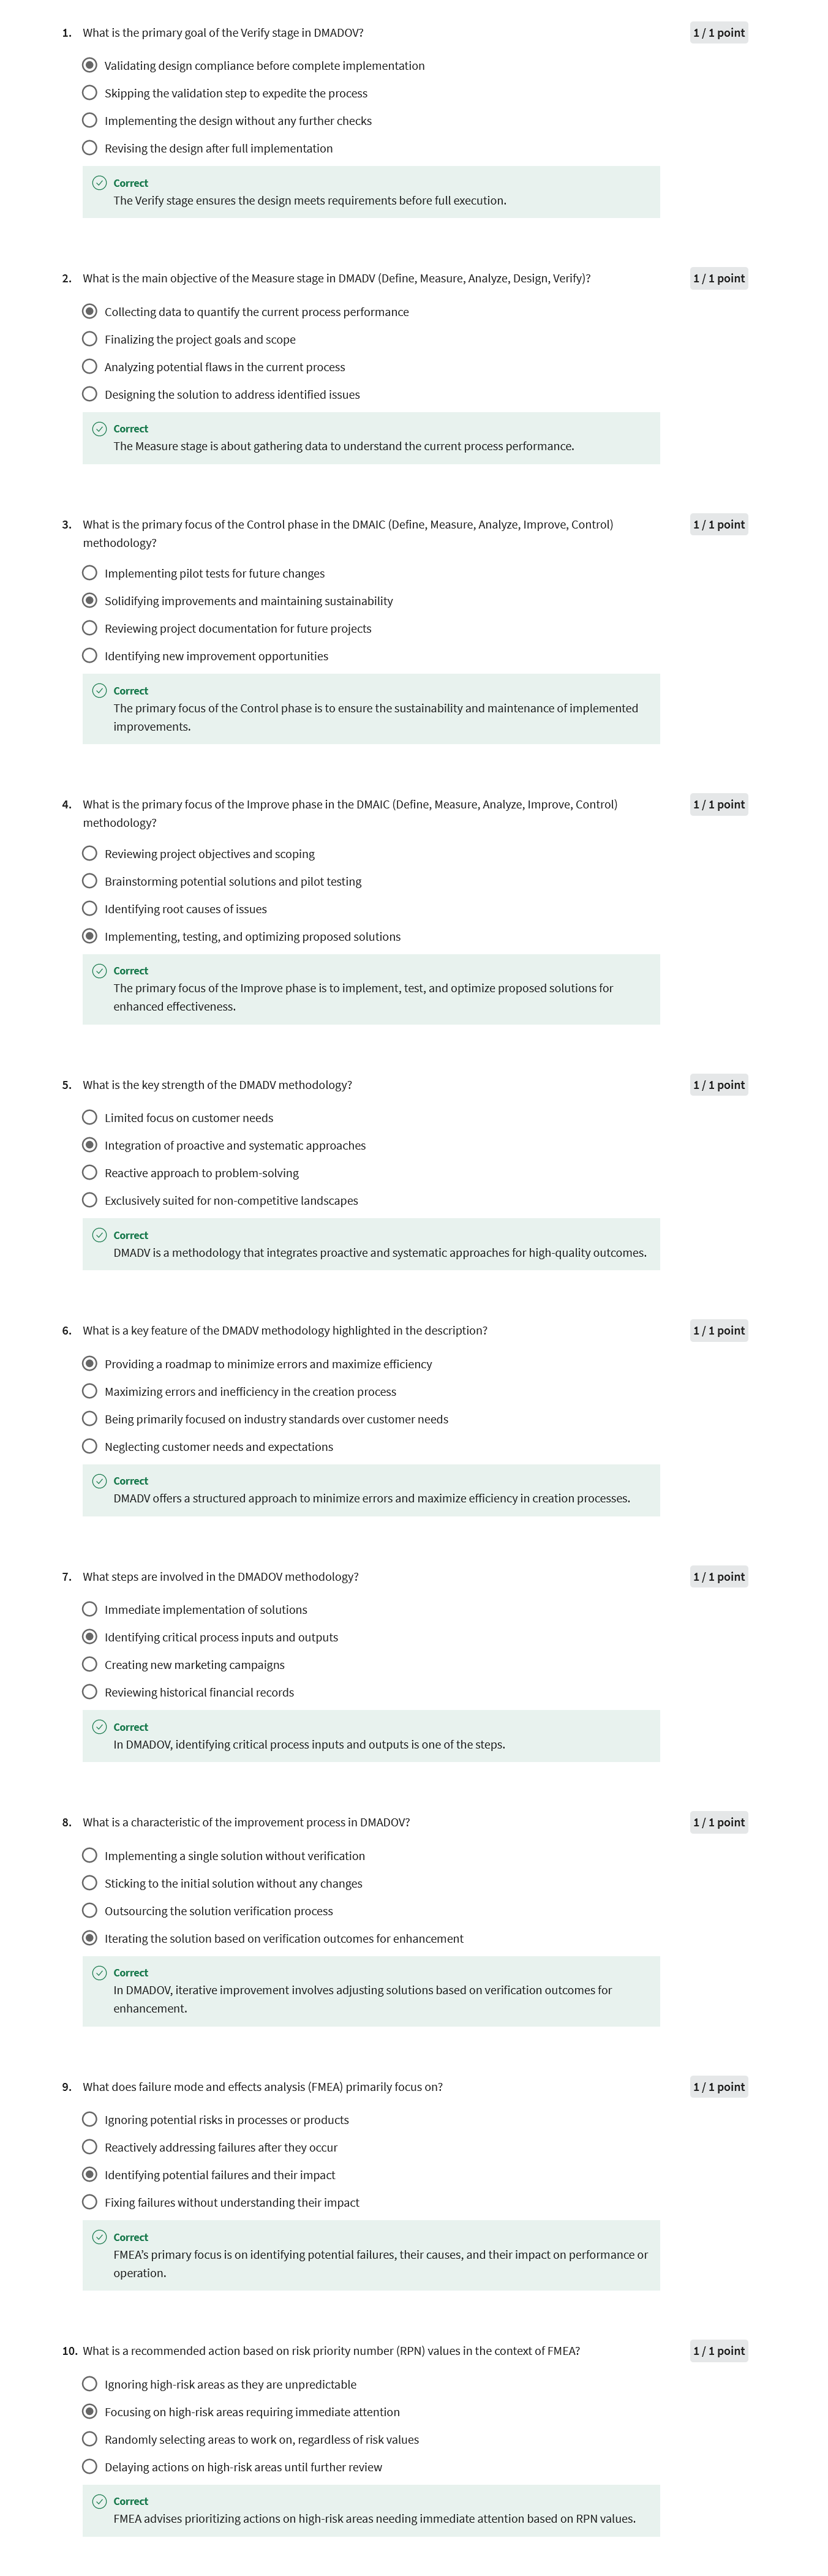 1. What is the primary goal of the Verify stage in DMADOV? 1 / 1 point
Validating design compliance before complete implementation
Skipping the validation step to expedite the process
Implementing the design without any further checks
Revising the design after full implementation
Correct
The Verify stage ensures the design meets requirements before full execution.
2. What is the main objective of the Measure stage in DMADV (Define, Measure, Analyze, Design, Verify)? 1 / 1 point
Collecting data to quantify the current process performance
Finalizing the project goals and scope
Analyzing potential flaws in the current process
Designing the solution to address identified issues
Correct
The Measure stage is about gathering data to understand the current process performance.
3. What is the primary focus of the Control phase in the DMAIC (Define, Measure, Analyze, Improve, Control) 1 / 1 point
methodology?
Implementing pilot tests for future changes
Solidifying improvements and maintaining sustainability
Reviewing project documentation for future projects
Identifying new improvement opportunities
Correct
The primary focus of the Control phase is to ensure the sustainability and maintenance of implemented
improvements.
4. What is the primary focus of the Improve phase in the DMAIC (Define, Measure, Analyze, Improve, Control) 1 / 1 point
methodology?
Reviewing project objectives and scoping
Brainstorming potential solutions and pilot testing
Identifying root causes of issues
Implementing, testing, and optimizing proposed solutions
Correct
The primary focus of the Improve phase is to implement, test, and optimize proposed solutions for
enhanced effectiveness.
5. What is the key strength of the DMADV methodology? 1 / 1 point
Limited focus on customer needs
Integration of proactive and systematic approaches
Reactive approach to problem-solving
Exclusively suited for non-competitive landscapes
Correct
DMADV is a methodology that integrates proactive and systematic approaches for high-quality outcomes.
6. What is a key feature of the DMADV methodology highlighted in the description? 1 / 1 point
Providing a roadmap to minimize errors and maximize efficiency
Maximizing errors and inefficiency in the creation process
Being primarily focused on industry standards over customer needs
Neglecting customer needs and expectations
Correct
DMADV offers a structured approach to minimize errors and maximize efficiency in creation processes.
7. What steps are involved in the DMADOV methodology? 1 / 1 point
Immediate implementation of solutions
Identifying critical process inputs and outputs
Creating new marketing campaigns
Reviewing historical financial records
Correct
In DMADOV, identifying critical process inputs and outputs is one of the steps.
8. What is a characteristic of the improvement process in DMADOV? 1 / 1 point
Implementing a single solution without verification
Sticking to the initial solution without any changes
Outsourcing the solution verification process
Iterating the solution based on verification outcomes for enhancement
Correct
In DMADOV, iterative improvement involves adjusting solutions based on verification outcomes for
enhancement.
9. What does failure mode and effects analysis (FMEA) primarily focus on? 1 / 1 point
Ignoring potential risks in processes or products
Reactively addressing failures after they occur
Identifying potential failures and their impact
Fixing failures without understanding their impact
Correct
FMEA’s primary focus is on identifying potential failures, their causes, and their impact on performance or
operation.
10. What is a recommended action based on risk priority number (RPN) values in the context of FMEA? 1 / 1 point
Ignoring high-risk areas as they are unpredictable
Focusing on high-risk areas requiring immediate attention
Randomly selecting areas to work on, regardless of risk values
Delaying actions on high-risk areas until further review
Correct
FMEA advises prioritizing actions on high-risk areas needing immediate attention based on RPN values.